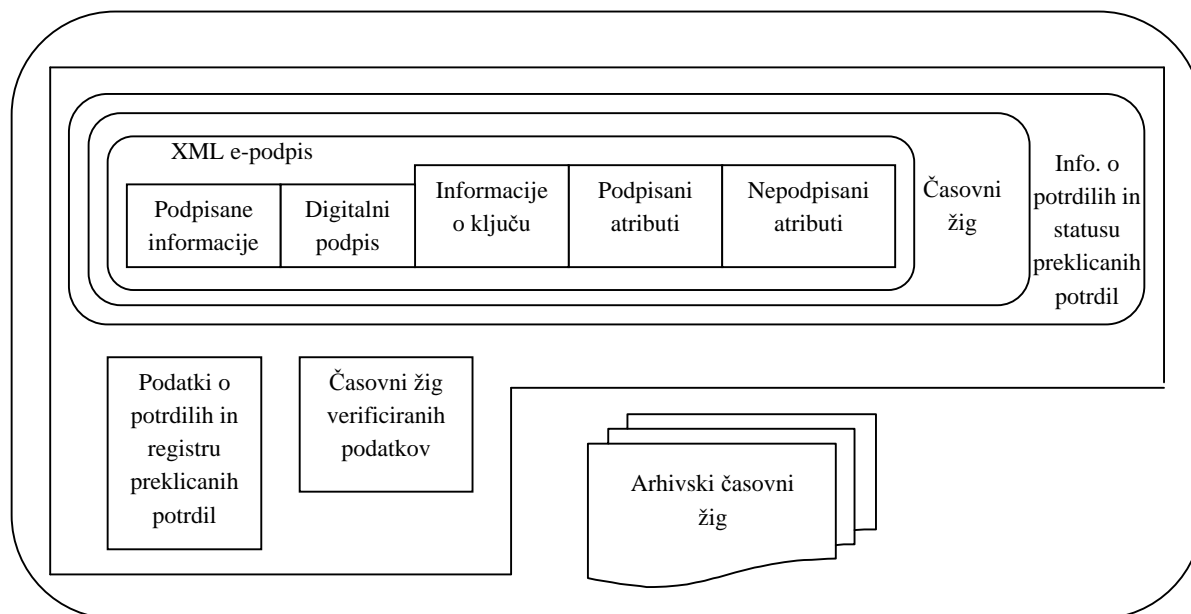 XML e-podpis
Podpisane
informacije
Digitalni
podpis
Informacije
o ključu
Podpisani
atributi
Nepodpisani
atributi
Časovni
žig
Info. o
potrdilih in
statusu
preklicanih
potrdil
Podatki o
potrdilih in
registru
preklicanih
potrdil
Časovni žig
verificiranih
podatkov
Arhivski časovni
žig